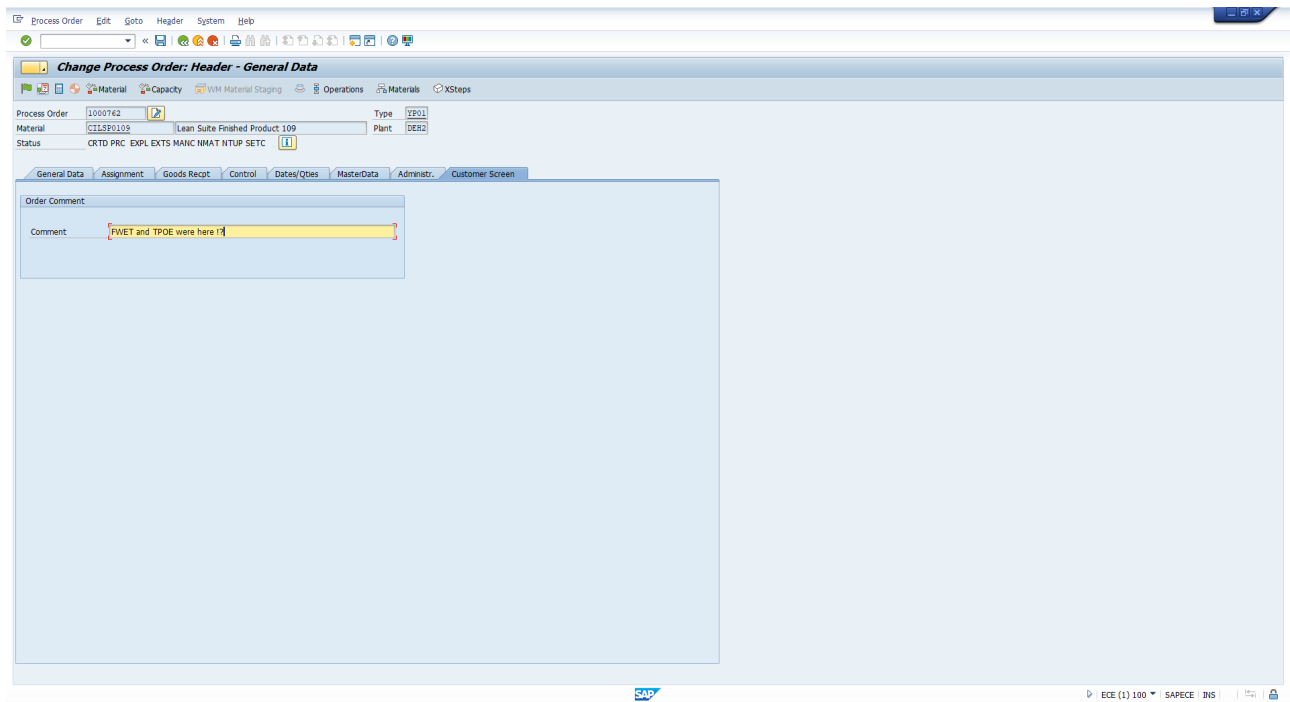 Process Order Edit Goto Header System Help
Change Process Order: Header - General Data
Material Capacity WM Material Staging Operations Materials XSteps
Process Order 1000762 Type YP01
Material CILSP0109 Lean Suite Finished Product 109 Plant DEH2
Status CRTD PRC EXPL EXTS MANC NMAT NTUP SETC
General Data Assignment Goods Recpt Control Dates/Qties MasterData Administr. Customer Screen
Order Comment
Comment FWET and TPOE were here !?
SAP ECE (1) 100 SAPECE INS